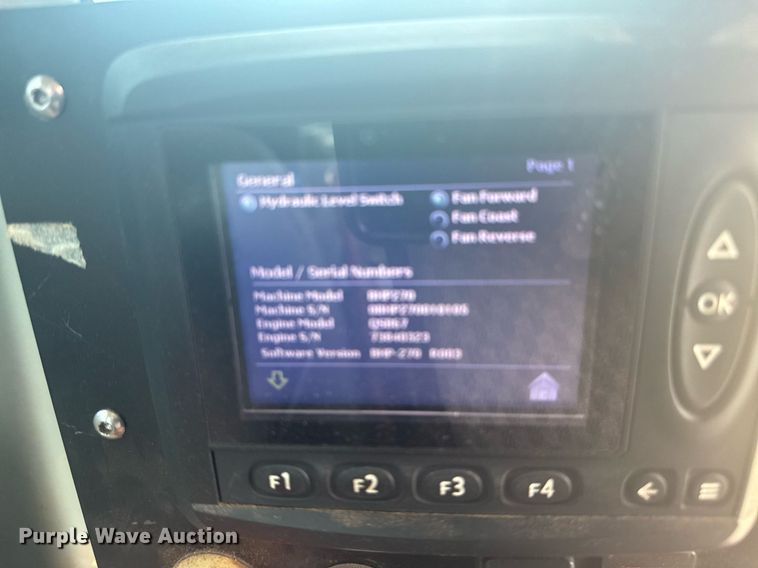 Page 1
General
Hydraulic Level Switch
Fan Forward
Fan Coast
Fan Reverse
Model / Serial Numbers
Machine Model
Machine S/N
Engine Model
Engine S/N
Software Version
OK
F1 F2 F3 F4
Purple Wave Auction